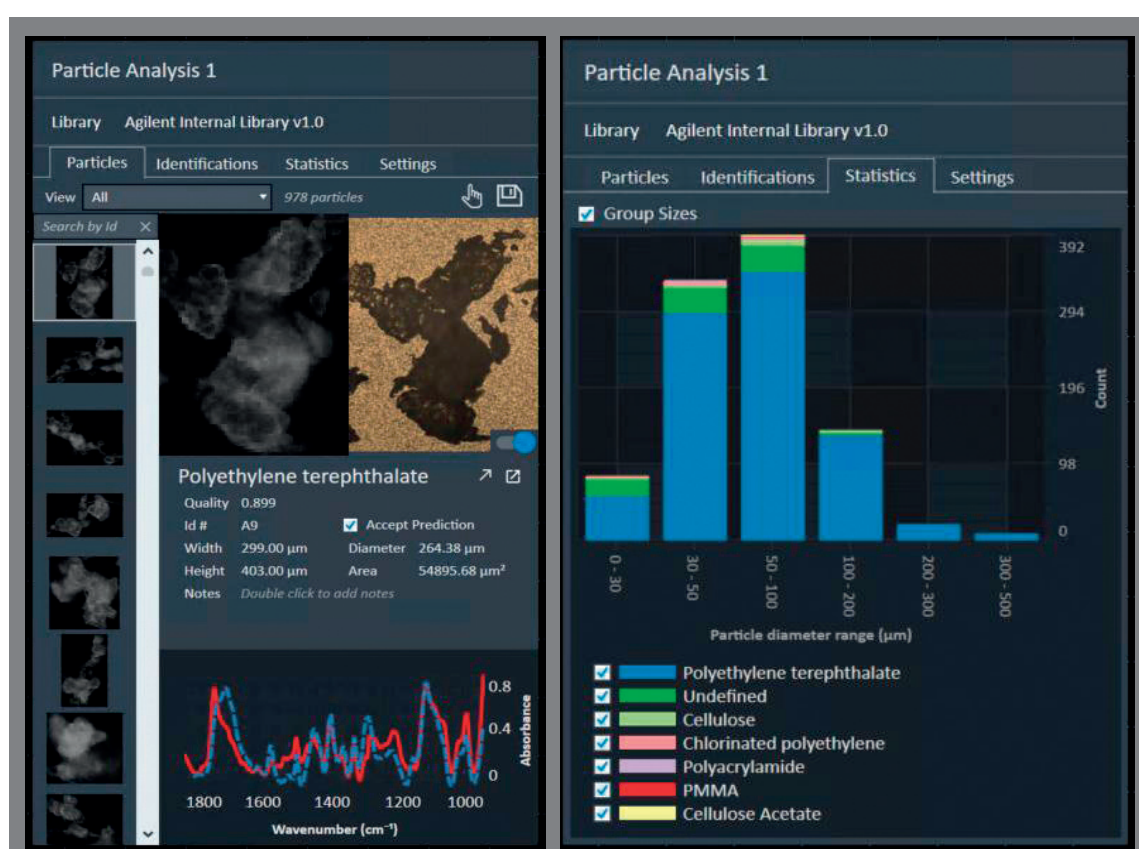 Particle Analysis 1
Library Agilent Internal Library v1.0
Particles Identifications Statistics Settings
View All 978 particles
Search by Id
Polyethylene terephthalate
Quality 0.899
Id # A9 Accept Prediction
Width 299.00 µm Diameter 264.38 µm
Height 403.00 µm Area 54895.68 µm²
Notes Double click to add notes
0.8
0.4
0
Absorbance
1800 1600 1400 1200 1000
Wavenumber (cm⁻¹)
Particle Analysis 1
Library Agilent Internal Library v1.0
Particles Identifications Statistics Settings
Group Sizes
392
294
196
98
0
Count
0 - 30
30 - 50
50 - 100
100 - 200
200 - 300
300 - 500
Particle diameter range (µm)
Polyethylene terephthalate
Undefined
Cellulose
Chlorinated polyethylene
Polyacrylamide
PMMA
Cellulose Acetate